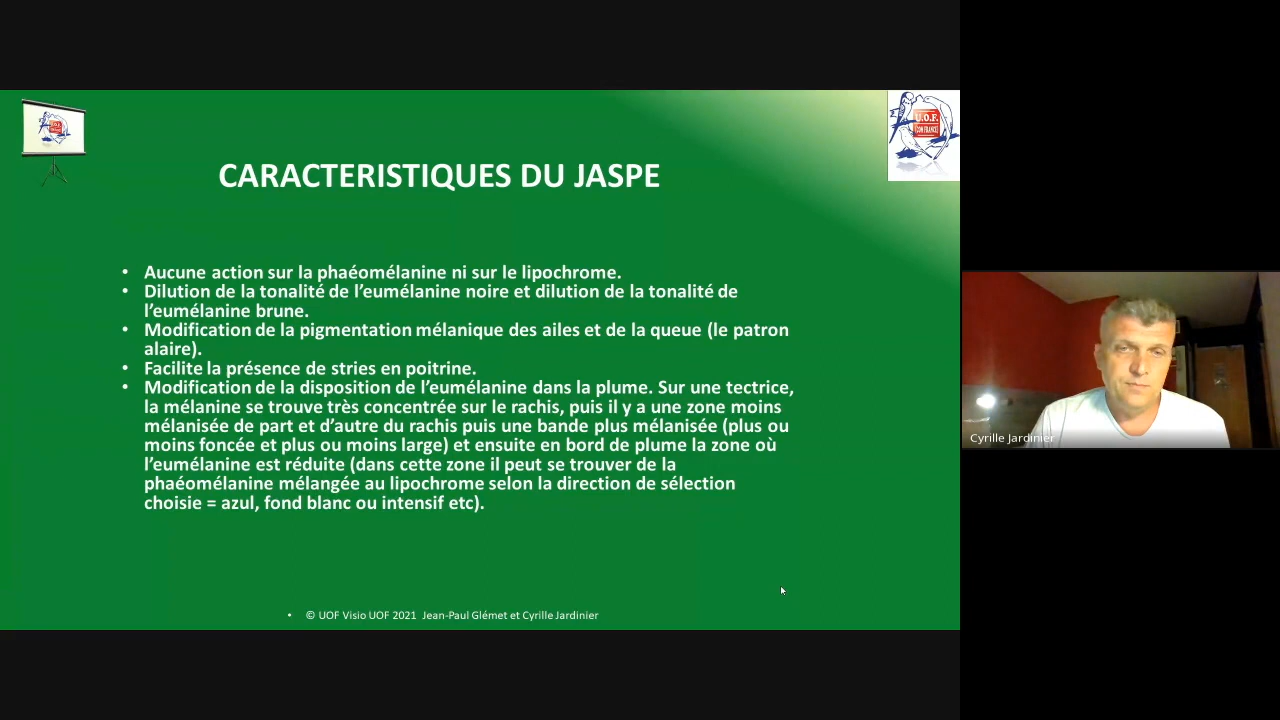 U.O.F.
COM FRANCE
CARACTERISTIQUES DU JASPE
• Aucune action sur la phaéomélanine ni sur le lipochrome.
• Dilution de la tonalité de l’eumélanine noire et dilution de la tonalité de
l’eumélanine brune.
• Modification de la pigmentation mélanique des ailes et de la queue (le patron
alaire).
• Facilite la présence de stries en poitrine.
• Modification de la disposition de l’eumélanine dans la plume. Sur une tectrice,
la mélanine se trouve très concentrée sur le rachis, puis il y a une zone moins
mélanisée de part et d’autre du rachis puis une bande plus mélanisée (plus ou
moins foncée et plus ou moins large) et ensuite en bord de plume la zone où
l’eumélanine est réduite (dans cette zone il peut se trouver de la
phaéomélanine mélangée au lipochrome selon la direction de sélection
choisie = azul, fond blanc ou intensif etc).
• © UOF Visio UOF 2021 Jean-Paul Glémet et Cyrille Jardinier
Cyrille Jardinier